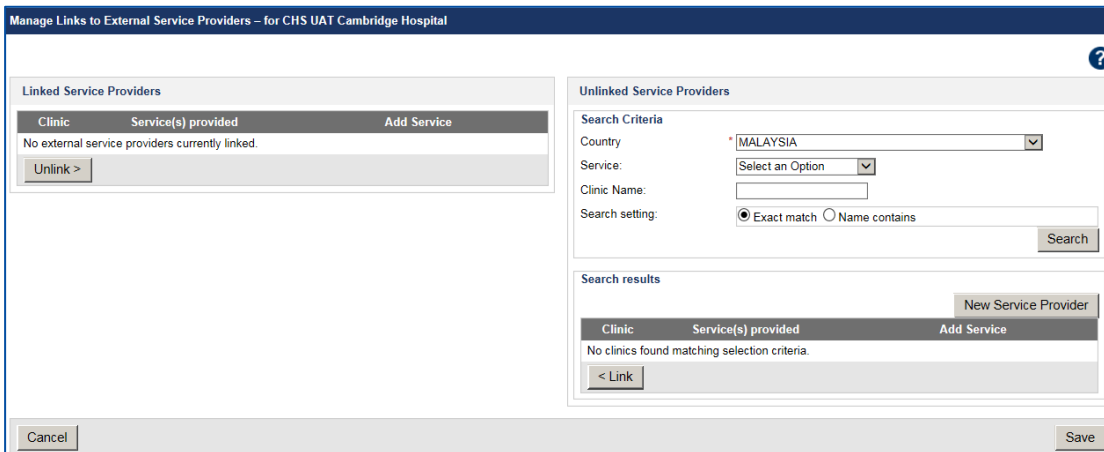 Manage Links to External Service Providers – for CHS UAT Cambridge Hospital
?
Linked Service Providers
Clinic Service(s) provided Add Service
No external service providers currently linked.
Unlink >
Unlinked Service Providers
Search Criteria
Country * MALAYSIA
Service: Select an Option
Clinic Name:
Search setting: Exact match Name contains
Search
Search results
New Service Provider
Clinic Service(s) provided Add Service
No clinics found matching selection criteria.
< Link
Cancel Save